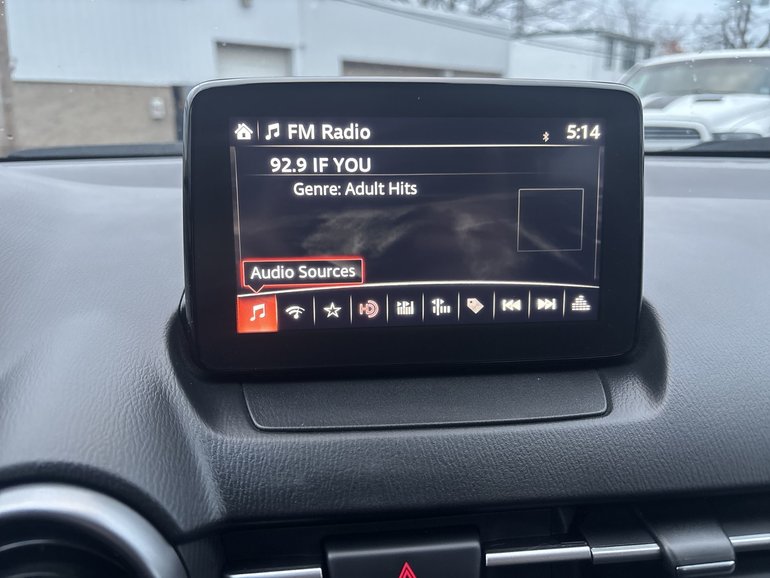 FM Radio 5:14
92.9 IF YOU
Genre: Adult Hits
Audio Sources